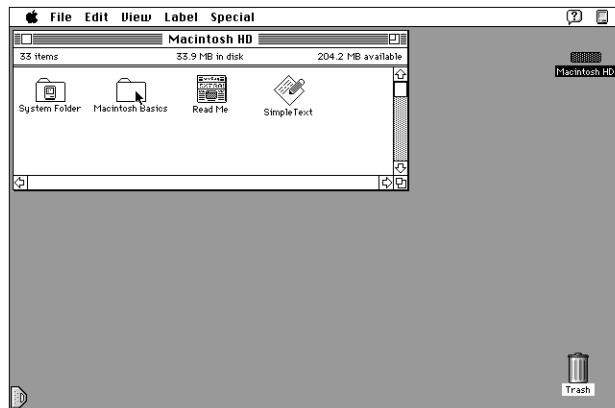 File Edit View Label Special
Macintosh HD
33 items 33.9 MB in disk 204.2 MB available
System Folder Macintosh Basics Read Me SimpleText
Macintosh HD
Trash